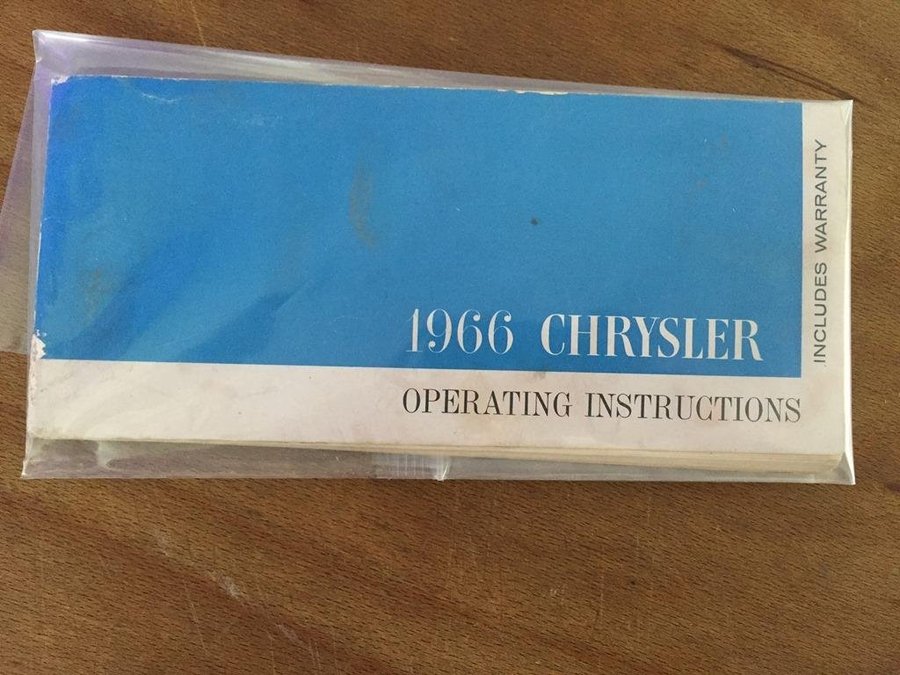 1966 CHRYSLER
OPERATING INSTRUCTIONS
INCLUDES WARRANTY